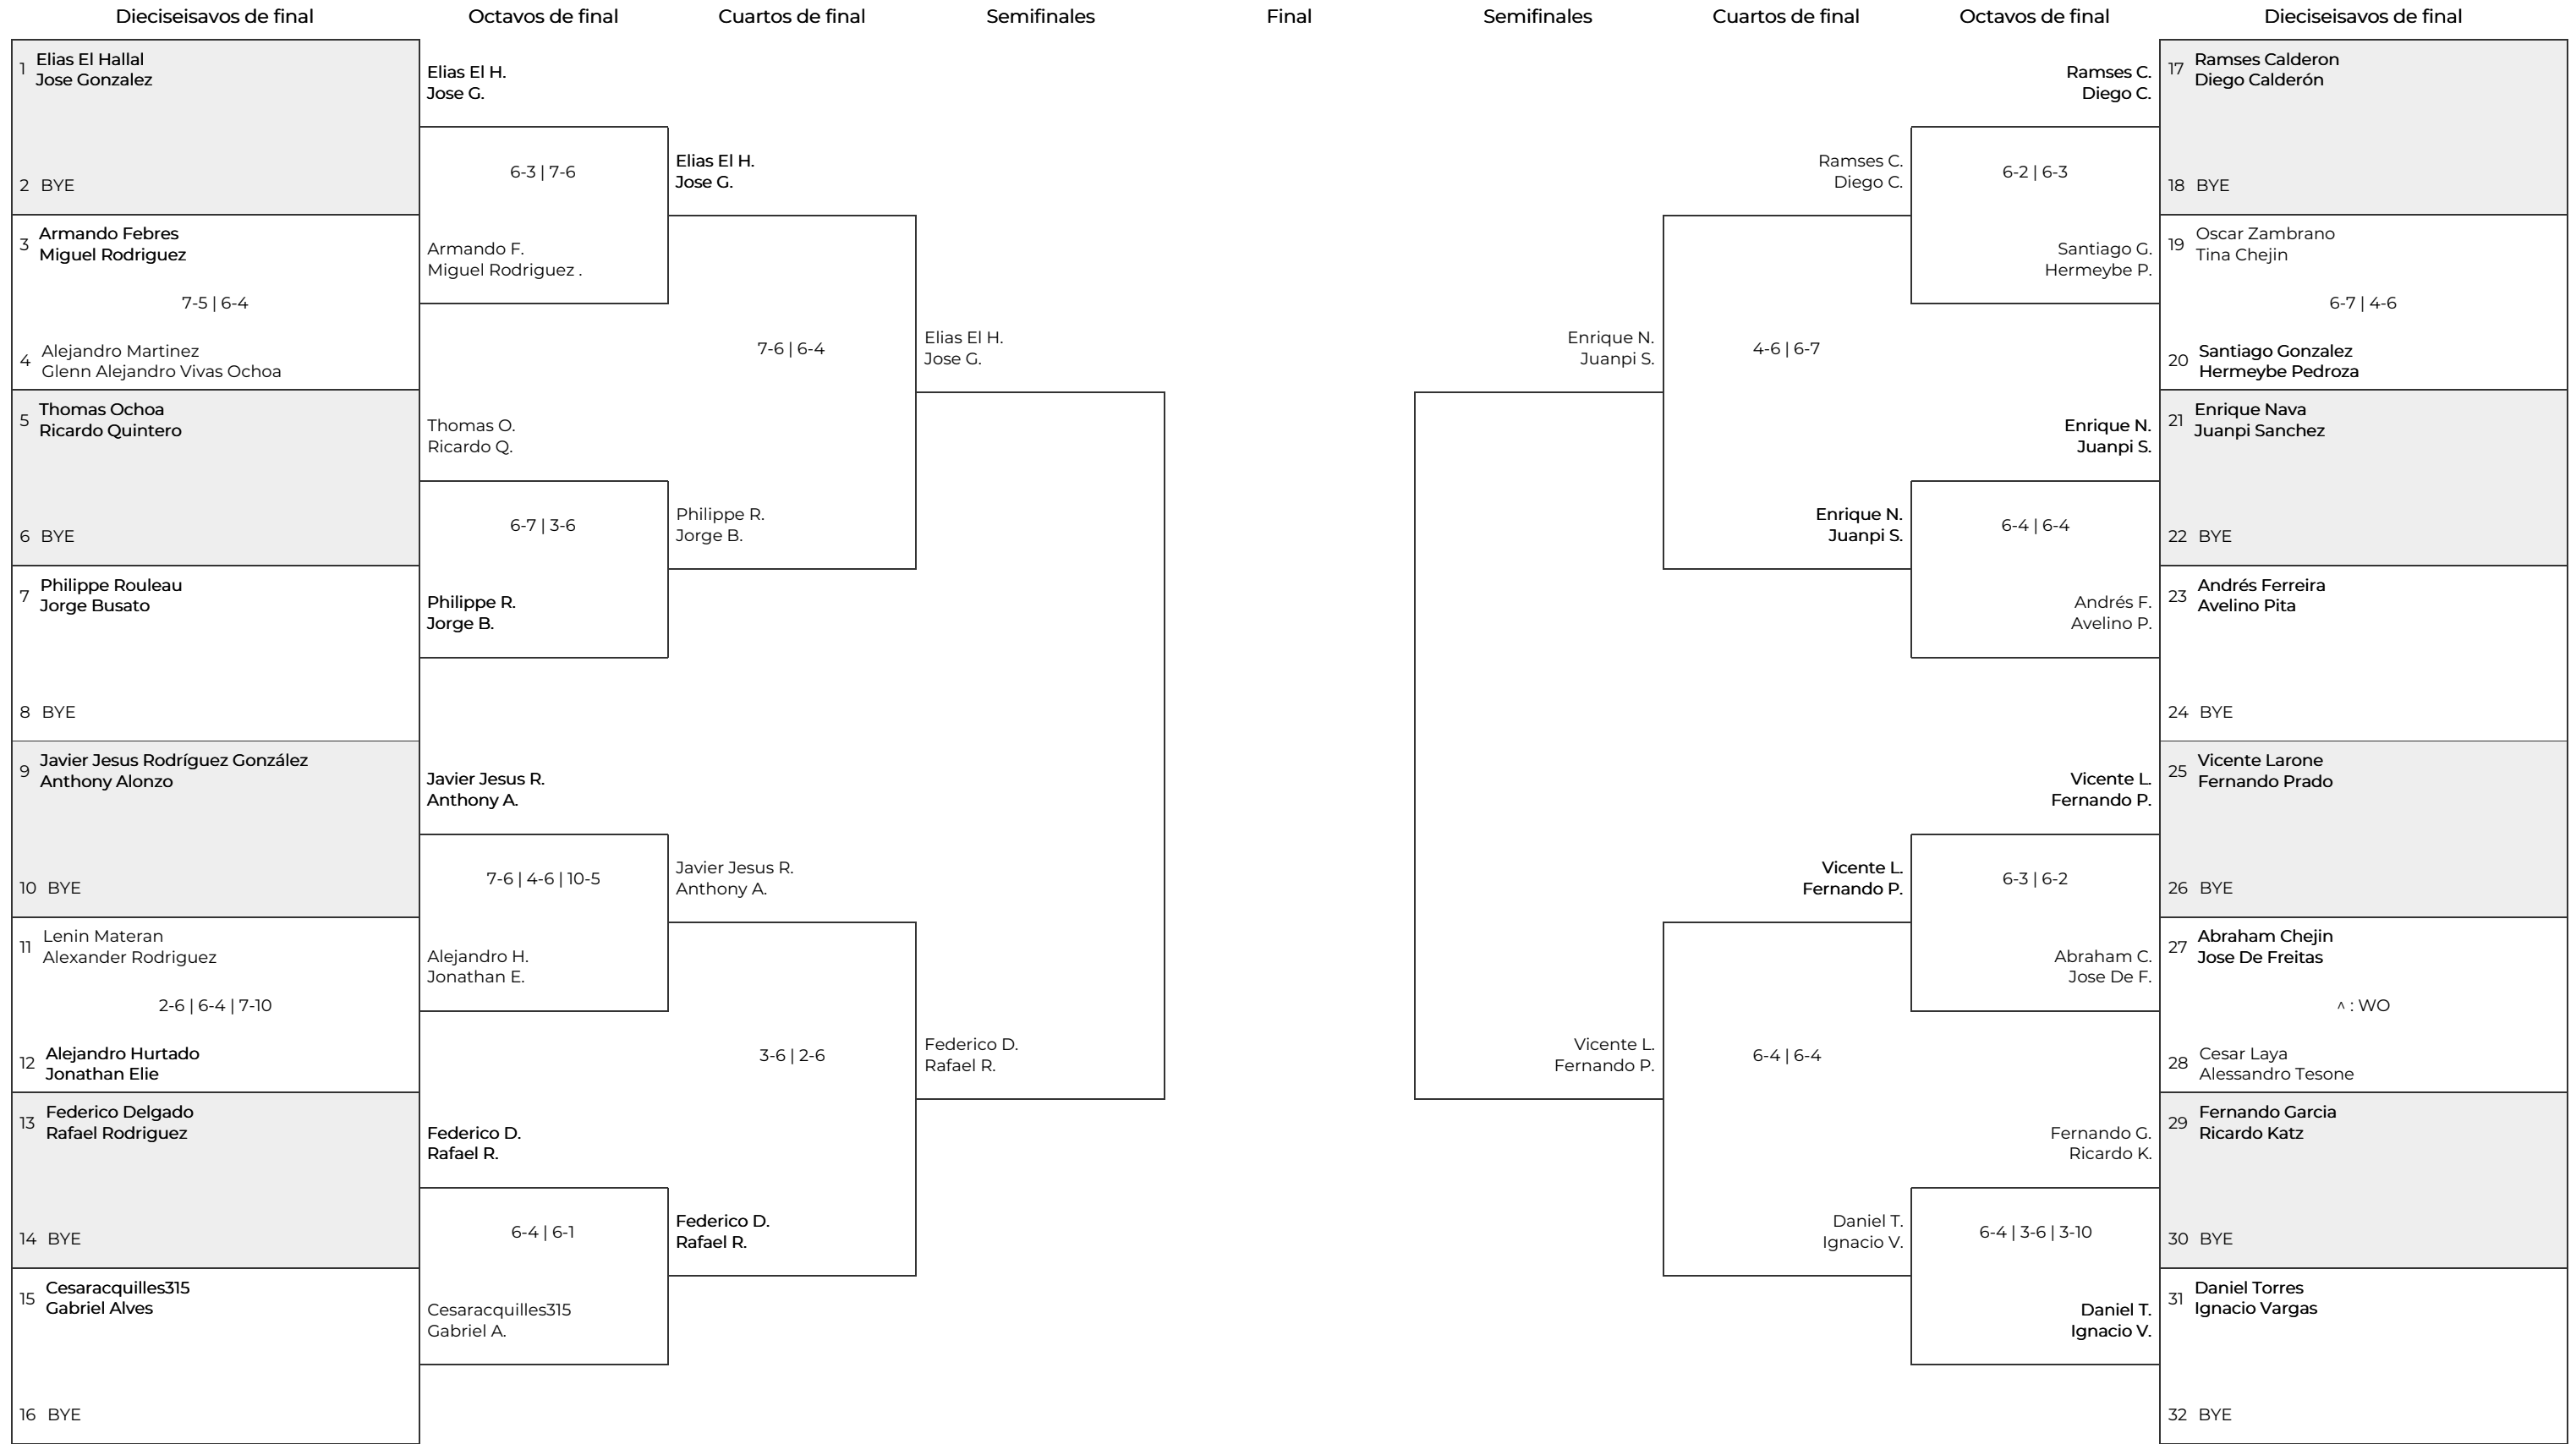 Dieciseisavos de final
Octavos de final
Cuartos de final
Semifinales
Final
Semifinales
Cuartos de final
Octavos de final
Dieciseisavos de final
1
Elias El Hallal
Jose Gonzalez
2 BYE
3
Armando Febres
Miguel Rodriguez
7-5 | 6-4
4
Alejandro Martinez
Glenn Alejandro Vivas Ochoa
5
Thomas Ochoa
Ricardo Quintero
6 BYE
7
Philippe Rouleau
Jorge Busato
8 BYE
9
Javier Jesus Rodríguez González
Anthony Alonzo
10 BYE
11
Lenin Materan
Alexander Rodriguez
2-6 | 6-4 | 7-10
12
Alejandro Hurtado
Jonathan Elie
13
Federico Delgado
Rafael Rodriguez
14 BYE
15
Cesaracquilles315
Gabriel Alves
16 BYE
Elias El H.
Jose G.
6-3 | 7-6
Armando F.
Miguel Rodriguez .
Thomas O.
Ricardo Q.
6-7 | 3-6
Philippe R.
Jorge B.
Javier Jesus R.
Anthony A.
7-6 | 4-6 | 10-5
Alejandro H.
Jonathan E.
Federico D.
Rafael R.
6-4 | 6-1
Cesaracquilles315
Gabriel A.
Elias El H.
Jose G.
7-6 | 6-4
Philippe R.
Jorge B.
Javier Jesus R.
Anthony A.
3-6 | 2-6
Federico D.
Rafael R.
Elias El H.
Jose G.
Federico D.
Rafael R.
Enrique N.
Juanpi S.
Vicente L.
Fernando P.
Ramses C.
Diego C.
4-6 | 6-7
Enrique N.
Juanpi S.
Vicente L.
Fernando P.
6-4 | 6-4
Daniel T.
Ignacio V.
Ramses C.
Diego C.
6-2 | 6-3
Santiago G.
Hermeybe P.
Enrique N.
Juanpi S.
6-4 | 6-4
Andrés F.
Avelino P.
Vicente L.
Fernando P.
6-3 | 6-2
Abraham C.
Jose De F.
Fernando G.
Ricardo K.
6-4 | 3-6 | 3-10
Daniel T.
Ignacio V.
17
Ramses Calderon
Diego Calderón
18 BYE
19
Oscar Zambrano
Tina Chejin
6-7 | 4-6
20
Santiago Gonzalez
Hermeybe Pedroza
21
Enrique Nava
Juanpi Sanchez
22 BYE
23
Andrés Ferreira
Avelino Pita
24 BYE
25
Vicente Larone
Fernando Prado
26 BYE
27
Abraham Chejin
Jose De Freitas
^ : WO
28
Cesar Laya
Alessandro Tesone
29
Fernando Garcia
Ricardo Katz
30 BYE
31
Daniel Torres
Ignacio Vargas
32 BYE